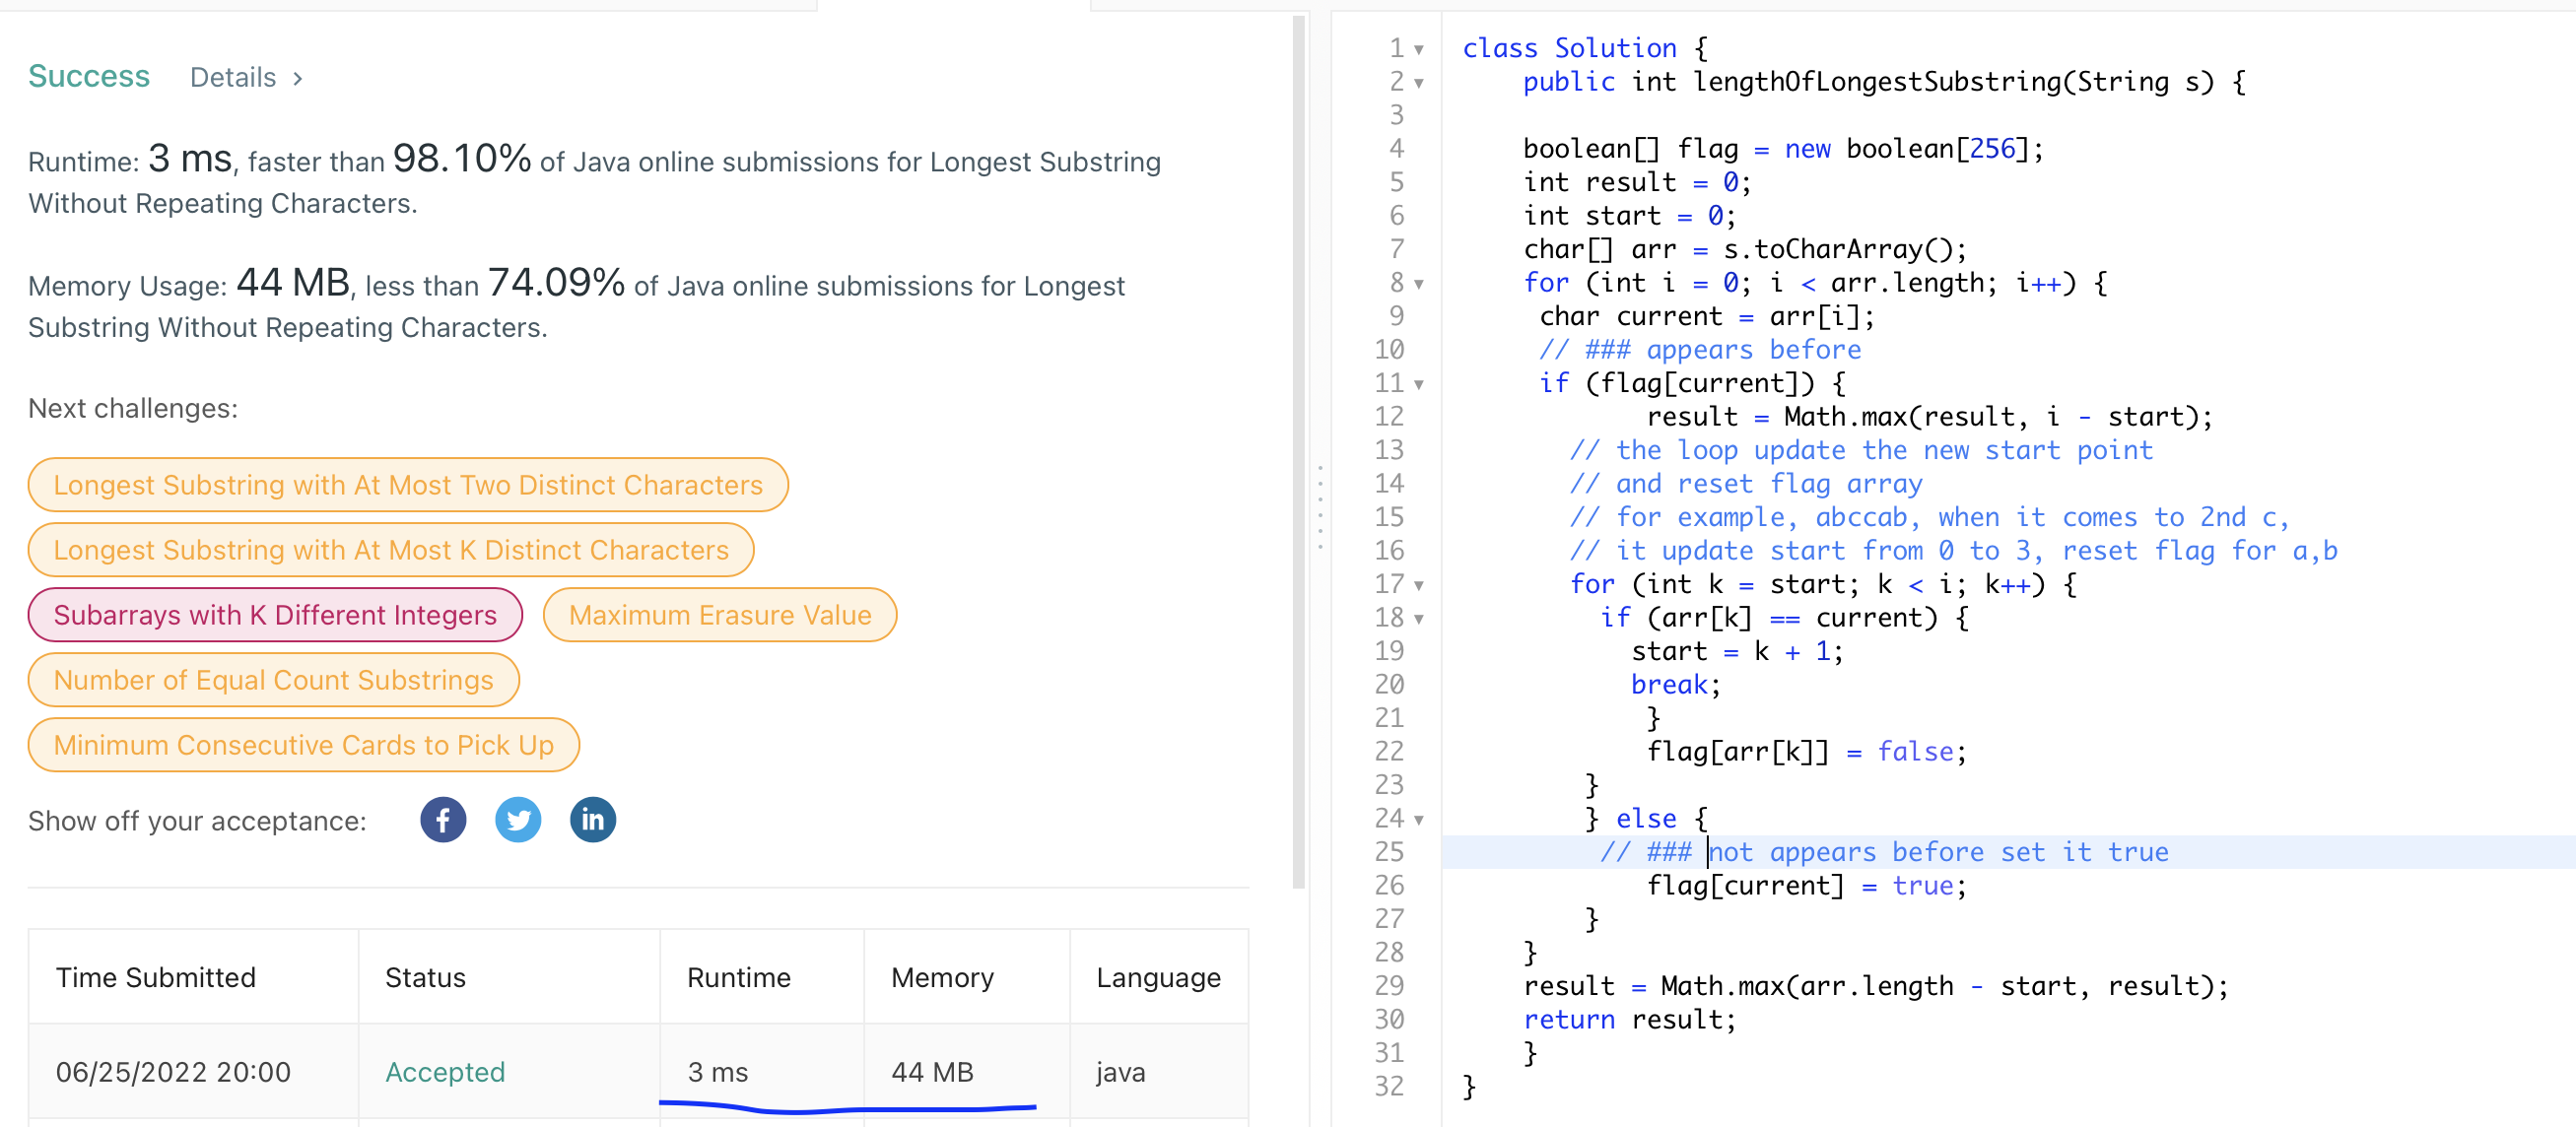 Success Details >
Runtime: 3 ms, faster than 98.10% of Java online submissions for Longest Substring
Without Repeating Characters.
Memory Usage: 44 MB, less than 74.09% of Java online submissions for Longest
Substring Without Repeating Characters.
Next challenges:
Longest Substring with At Most Two Distinct Characters
Longest Substring with At Most K Distinct Characters
Subarrays with K Different Integers Maximum Erasure Value
Number of Equal Count Substrings
Minimum Consecutive Cards to Pick Up
Show off your acceptance: f in
Time Submitted Status Runtime Memory Language
06/25/2022 20:00 Accepted 3 ms 44 MB java
1 class Solution {
2 public int lengthOfLongestSubstring(String s) {
3
4 boolean[] flag = new boolean[256];
5 int result = 0;
6 int start = 0;
7 char[] arr = s.toCharArray();
8 for (int i = 0; i < arr.length; i++) {
9 char current = arr[i];
10 // ### appears before
11 if (flag[current]) {
12 result = Math.max(result, i - start);
13 // the loop update the new start point
14 // and reset flag array
15 // for example, abccab, when it comes to 2nd c,
16 // it update start from 0 to 3, reset flag for a,b
17 for (int k = start; k < i; k++) {
18 if (arr[k] == current) {
19 start = k + 1;
20 break;
21 }
22 flag[arr[k]] = false;
23 }
24 } else {
25 // ### not appears before set it true
26 flag[current] = true;
27 }
28 }
29 result = Math.max(arr.length - start, result);
30 return result;
31 }
32 }